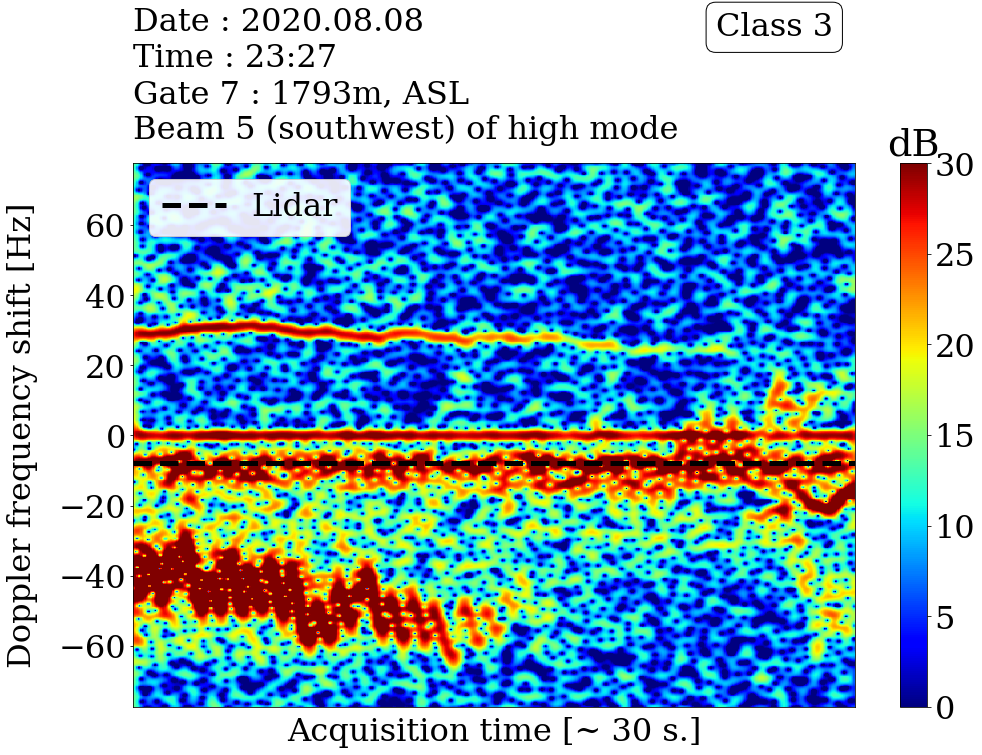 Date : 2020.08.08
Time : 23:27
Gate 7 : 1793m, ASL
Beam 5 (southwest) of high mode
Class 3
dB
Lidar
Doppler frequency shift [Hz]
60
40
20
0
−20
−40
−60
30
25
20
15
10
5
0
Acquisition time [~ 30 s.]